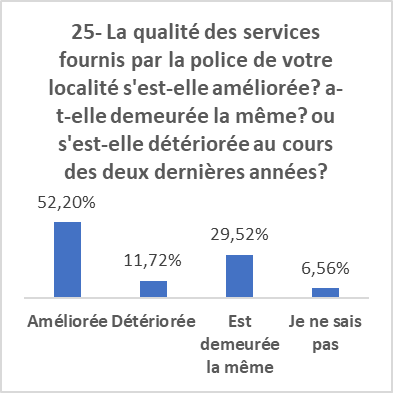 25- La qualité des services
fournis par la police de votre
localité s'est-elle améliorée? a-
t-elle demeurée la même? ou
s'est-elle détériorée au cours
des deux dernières années?
52,20%
11,72%
29,52%
6,56%
Améliorée Détériorée Est Je ne sais
demeurée pas
la même